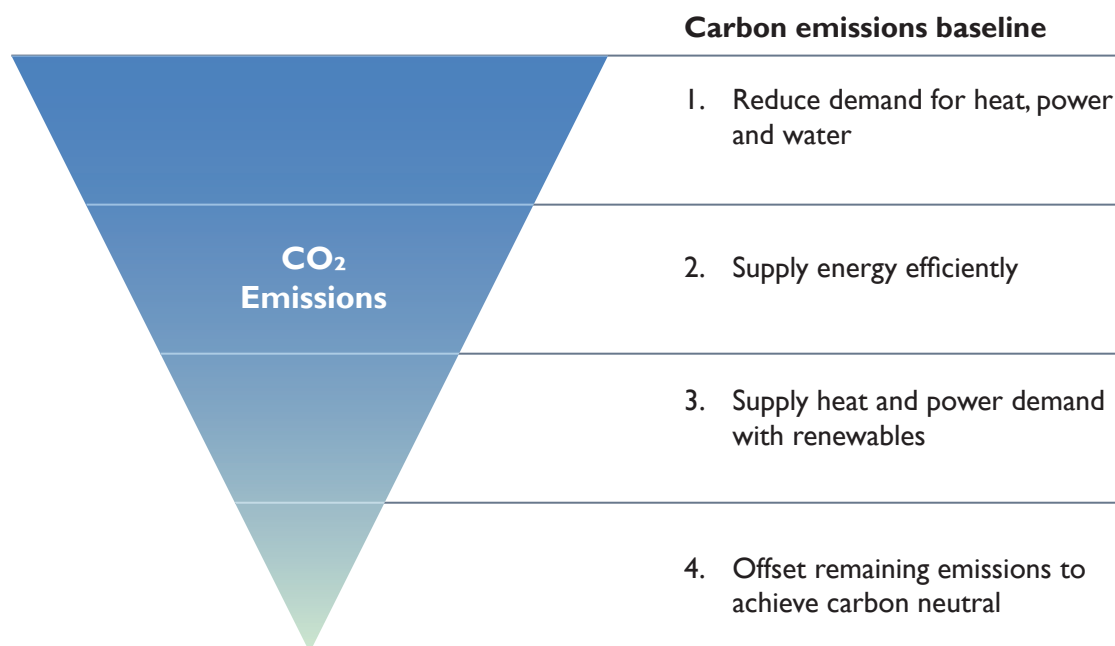 Carbon emissions baseline
1. Reduce demand for heat, power
and water
CO₂
Emissions
2. Supply energy efficiently
3. Supply heat and power demand
with renewables
4. Offset remaining emissions to
achieve carbon neutral